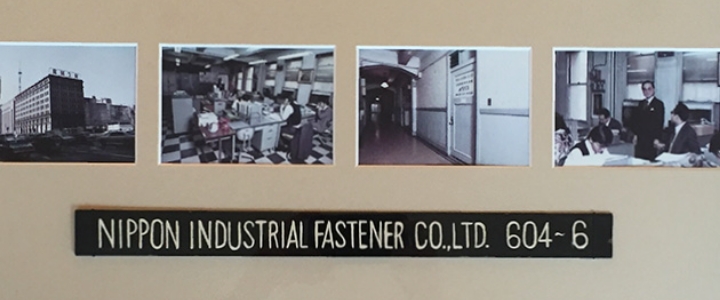 NIPPON INDUSTRIAL FASTENER CO.,LTD. 604~6